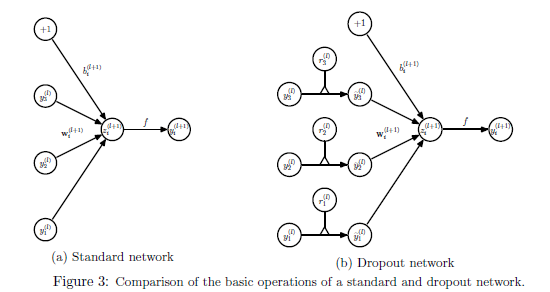 +1
b_i^(l+1)
y_3^(l)
w_i^(l+1)
z_i^(l+1)
f
y_i^(l+1)
y_2^(l)
y_1^(l)
(a) Standard network
+1
r_3^(l)
b_i^(l+1)
y_3^(l)
ỹ_3^(l)
r_2^(l)
w_i^(l+1)
z_i^(l+1)
f
y_i^(l+1)
y_2^(l)
ỹ_2^(l)
r_1^(l)
y_1^(l)
ỹ_1^(l)
(b) Dropout network
Figure 3: Comparison of the basic operations of a standard and dropout network.